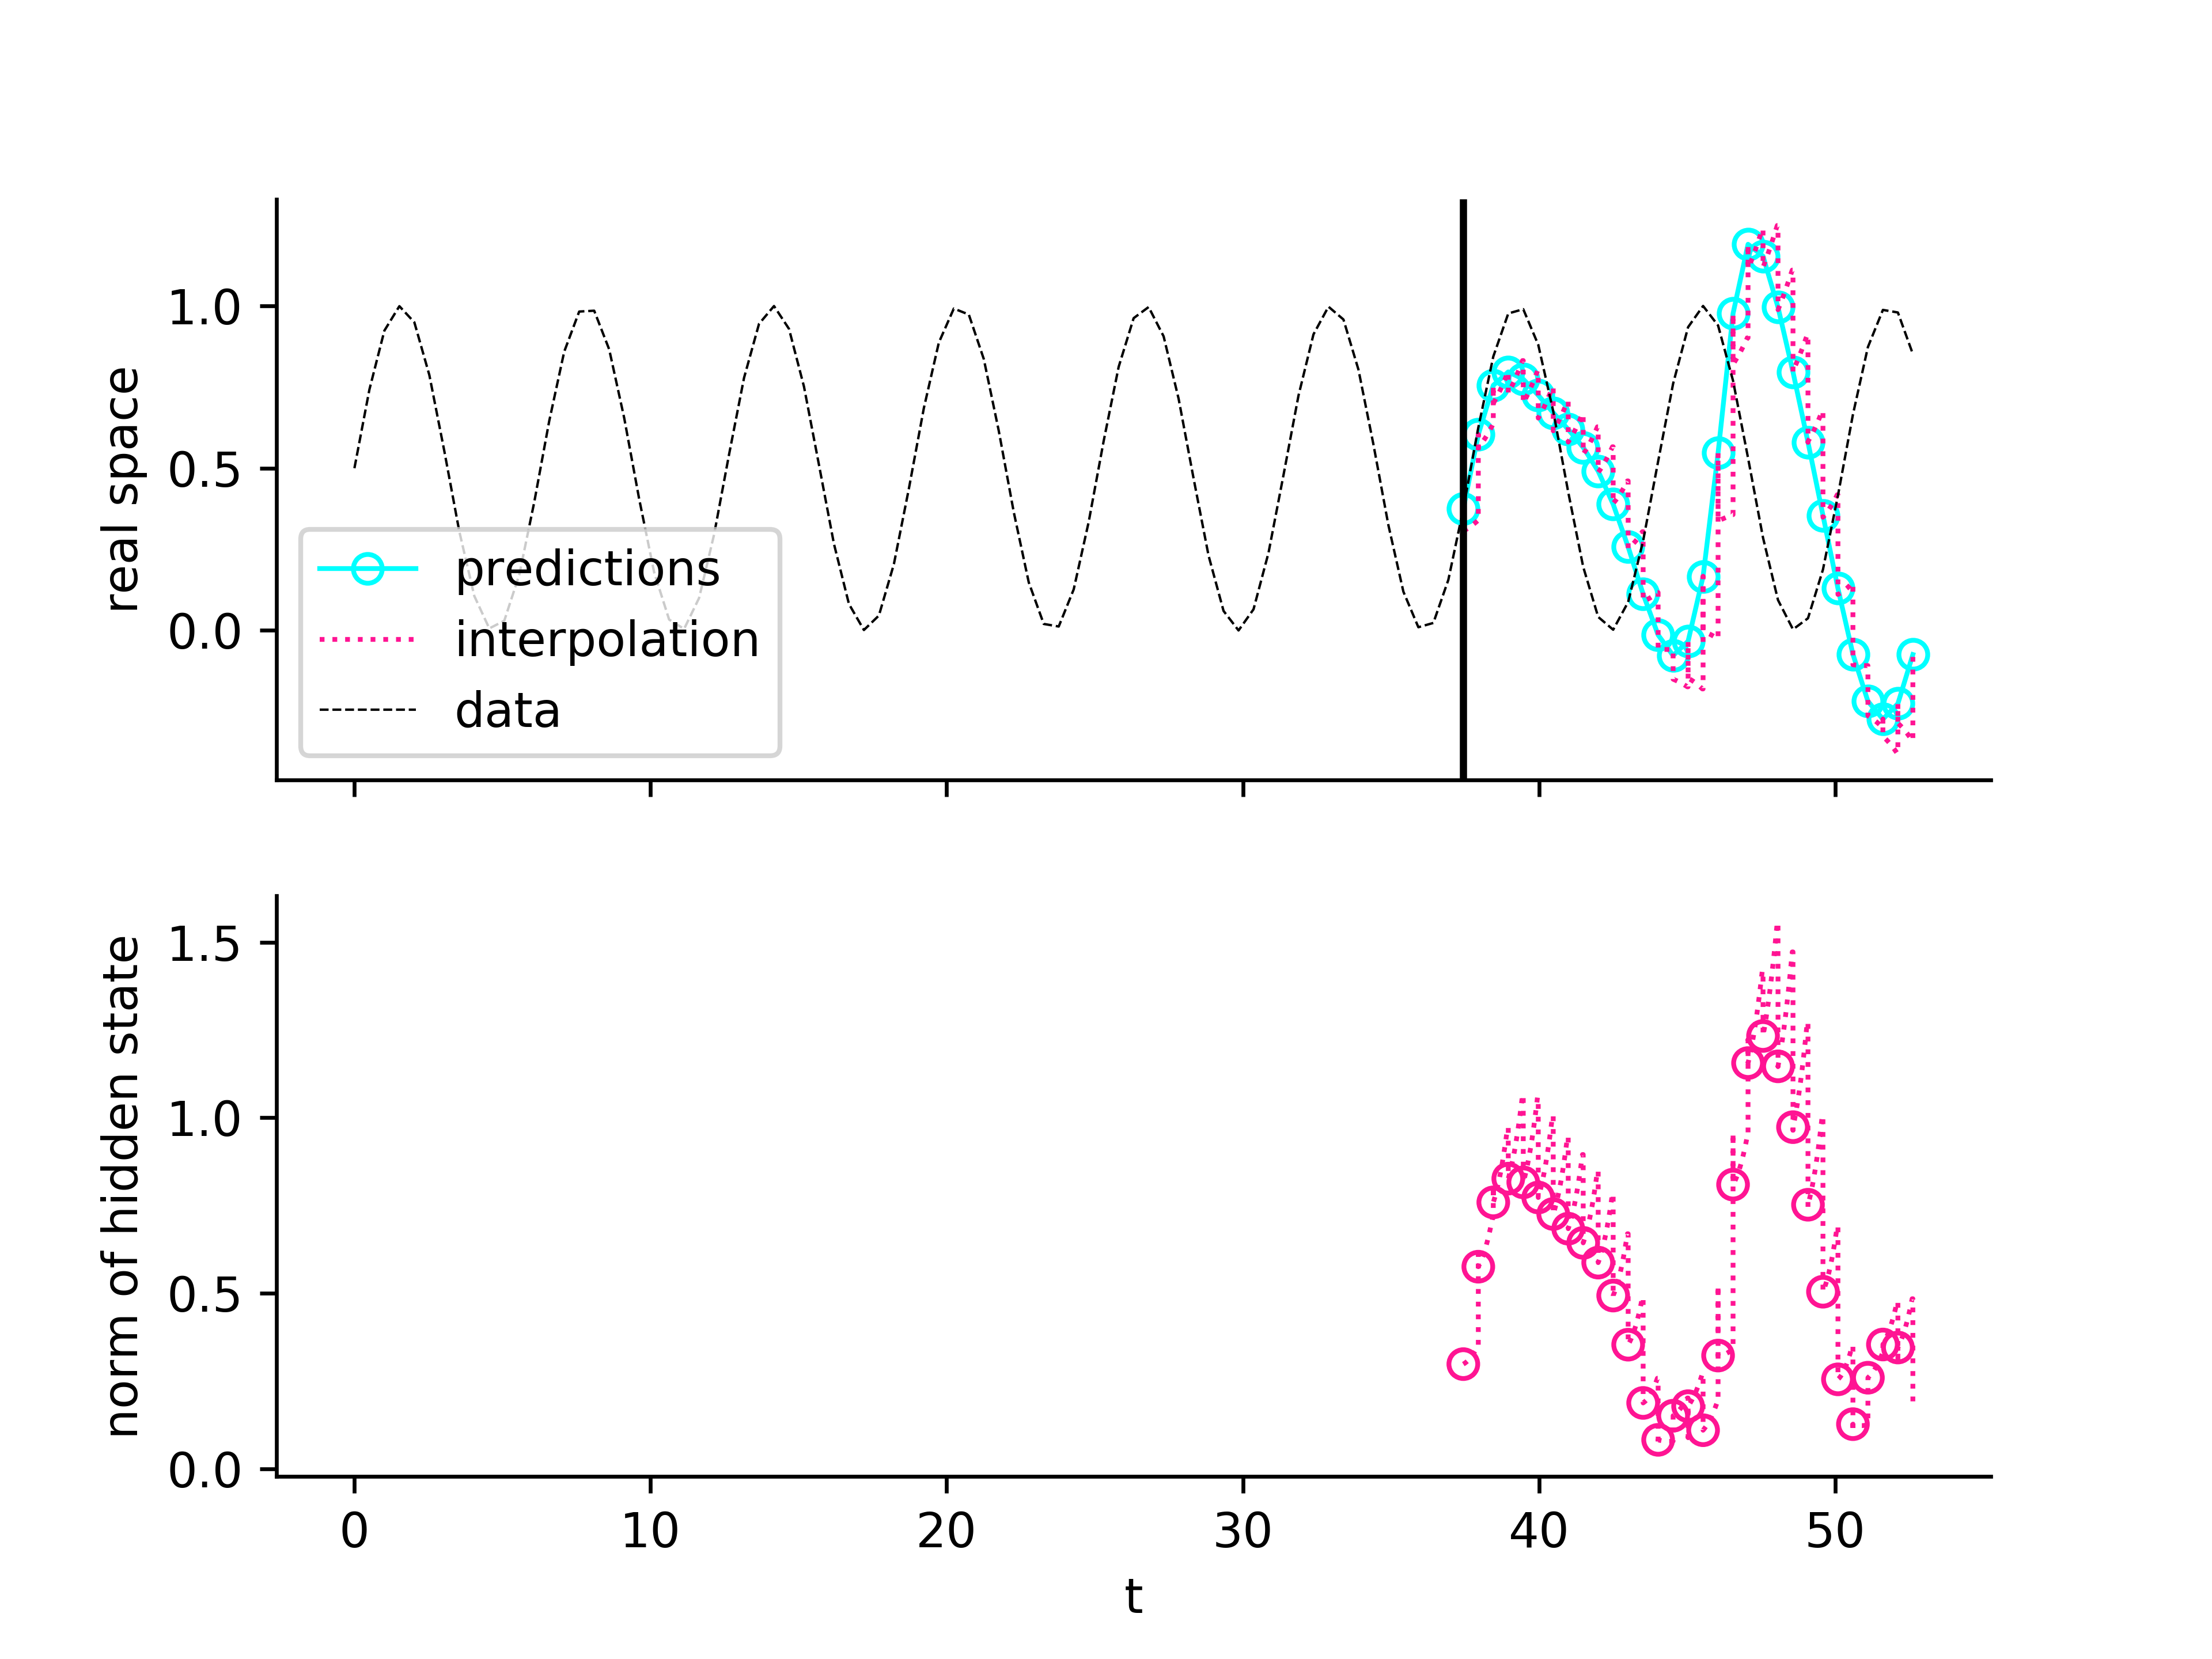 real space
1.0
0.5
0.0
predictions
interpolation
data
norm of hidden state
1.5
1.0
0.5
0.0
0 10 20 30 40 50
t